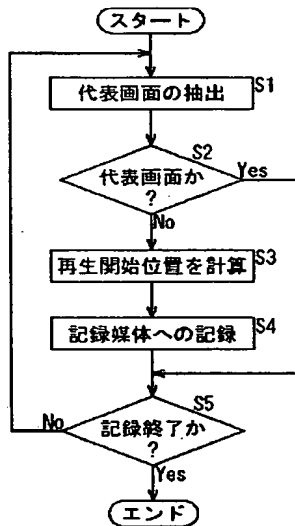 スタート
代表画面の抽出
S1
S2
代表画面か
?
Yes
No
再生開始位置を計算
S3
記録媒体への記録
S4
S5
No
記録終了か
?
Yes
エンド